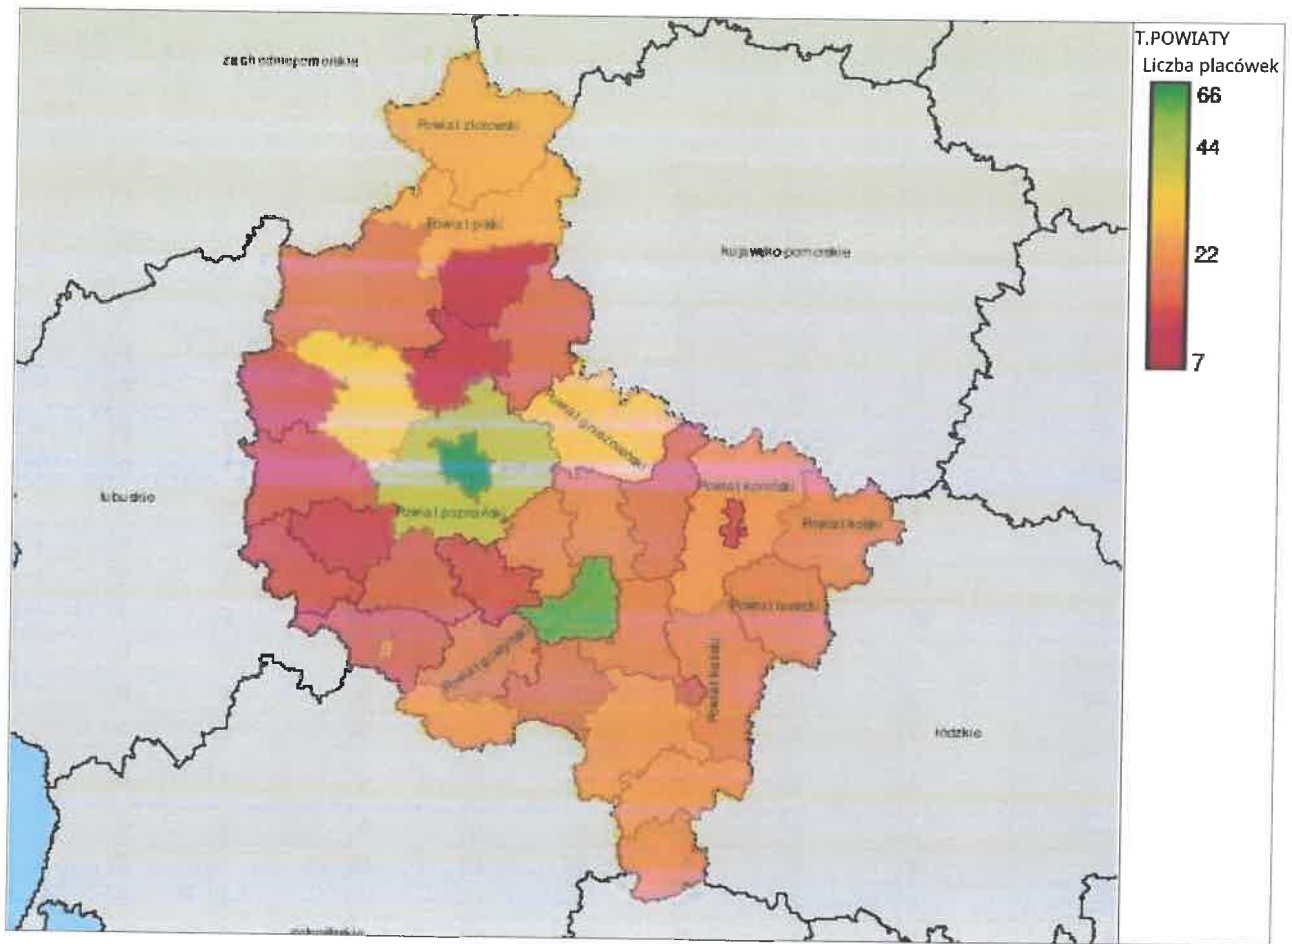 T.POWIATY
Liczba placówek
66
44
22
7
zachodniopomorskie
Powiat złotowski
Powiat pilski
kujawsko-pomorskie
Powiat gnieźnieński
Powiat koniński
lubuskie
Powiat poznański
Powiat kolski
Powiat turecki
Powiat gostyński
Powiat kaliski
łódzkie